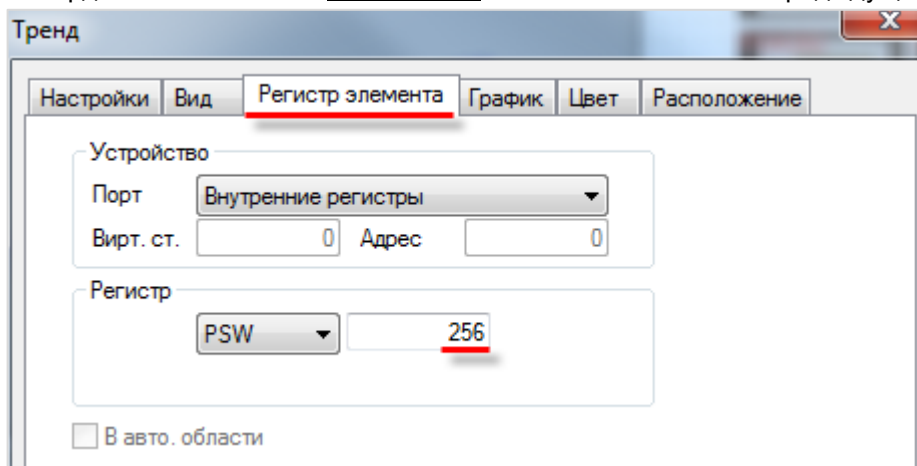 Тренд
Настройки Вид Регистр элемента График Цвет Расположение
Устройство
Порт Внутренние регистры
Вирт. ст. 0 Адрес 0
Регистр
PSW 256
В авто. области